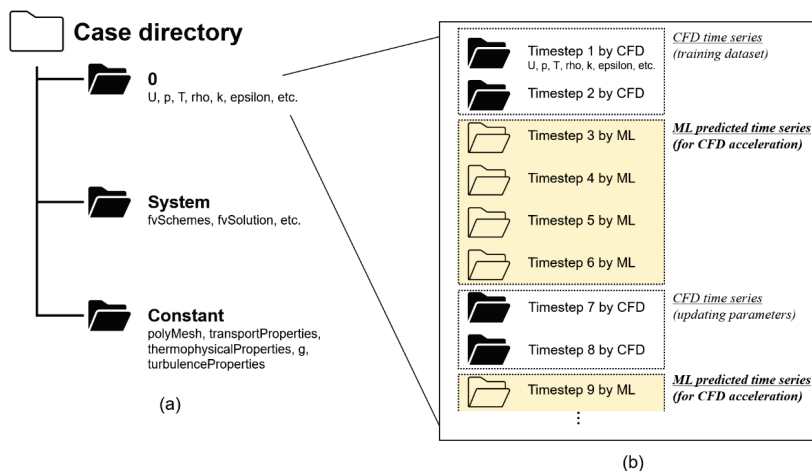 Case directory
0
U, p, T, rho, k, epsilon, etc.
System
fvSchemes, fvSolution, etc.
Constant
polyMesh, transportProperties,
thermophysicalProperties, g,
turbulenceProperties
(a)
Timestep 1 by CFD
U, p, T, rho, k, epsilon, etc.
Timestep 2 by CFD
CFD time series
(training dataset)
Timestep 3 by ML
Timestep 4 by ML
Timestep 5 by ML
Timestep 6 by ML
ML predicted time series
(for CFD acceleration)
Timestep 7 by CFD
Timestep 8 by CFD
CFD time series
(updating parameters)
Timestep 9 by ML
ML predicted time series
(for CFD acceleration)
⋮
(b)